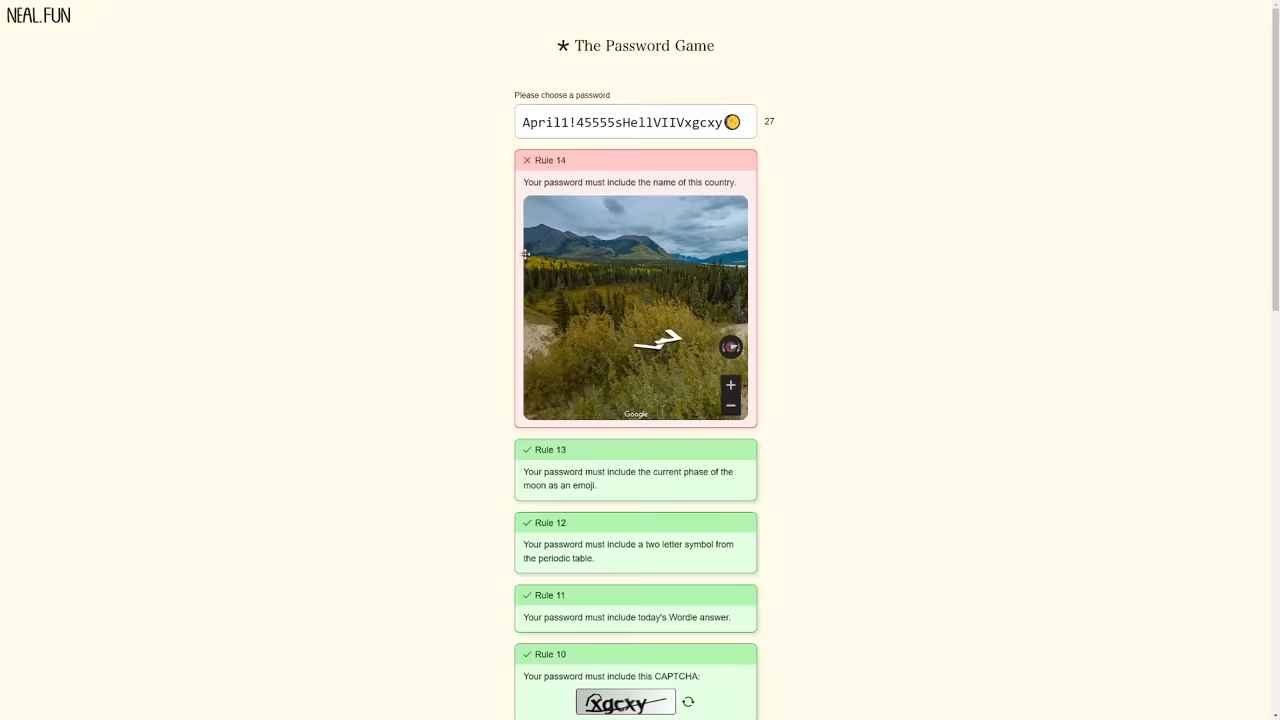 NEAL.FUN
* The Password Game
Please choose a password
April1!45555sHellVIIVxgcxy🌔 27
Rule 14
Your password must include the name of this country.
Google
Rule 13
Your password must include the current phase of the
moon as an emoji.
Rule 12
Your password must include a two letter symbol from
the periodic table.
Rule 11
Your password must include today's Wordle answer.
Rule 10
Your password must include this CAPTCHA:
xgcxy